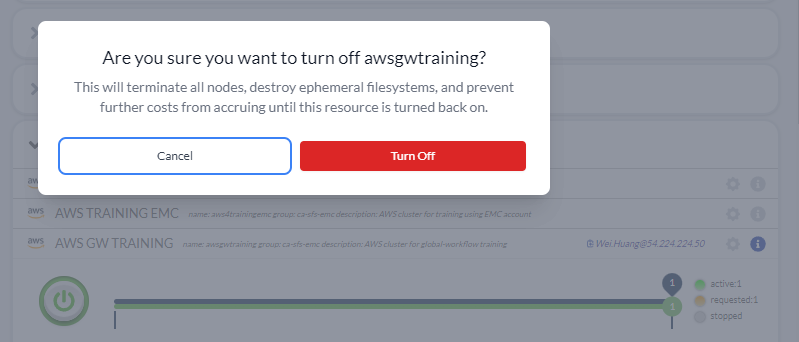 Are you sure you want to turn off awsgwtraining?
This will terminate all nodes, destroy ephemeral filesystems, and prevent
further costs from accruing until this resource is turned back on.
Cancel
Turn Off
aws
aws AWS TRAINING EMC name: aws4trainingemc group: ca-sfs-emc description: AWS cluster for training using EMC account
aws AWS GW TRAINING name: awsgwtraining group: ca-sfs-emc description: AWS cluster for global-workflow training Wei.Huang@54.224.224.50
1
active:1
1
requested:1
stopped